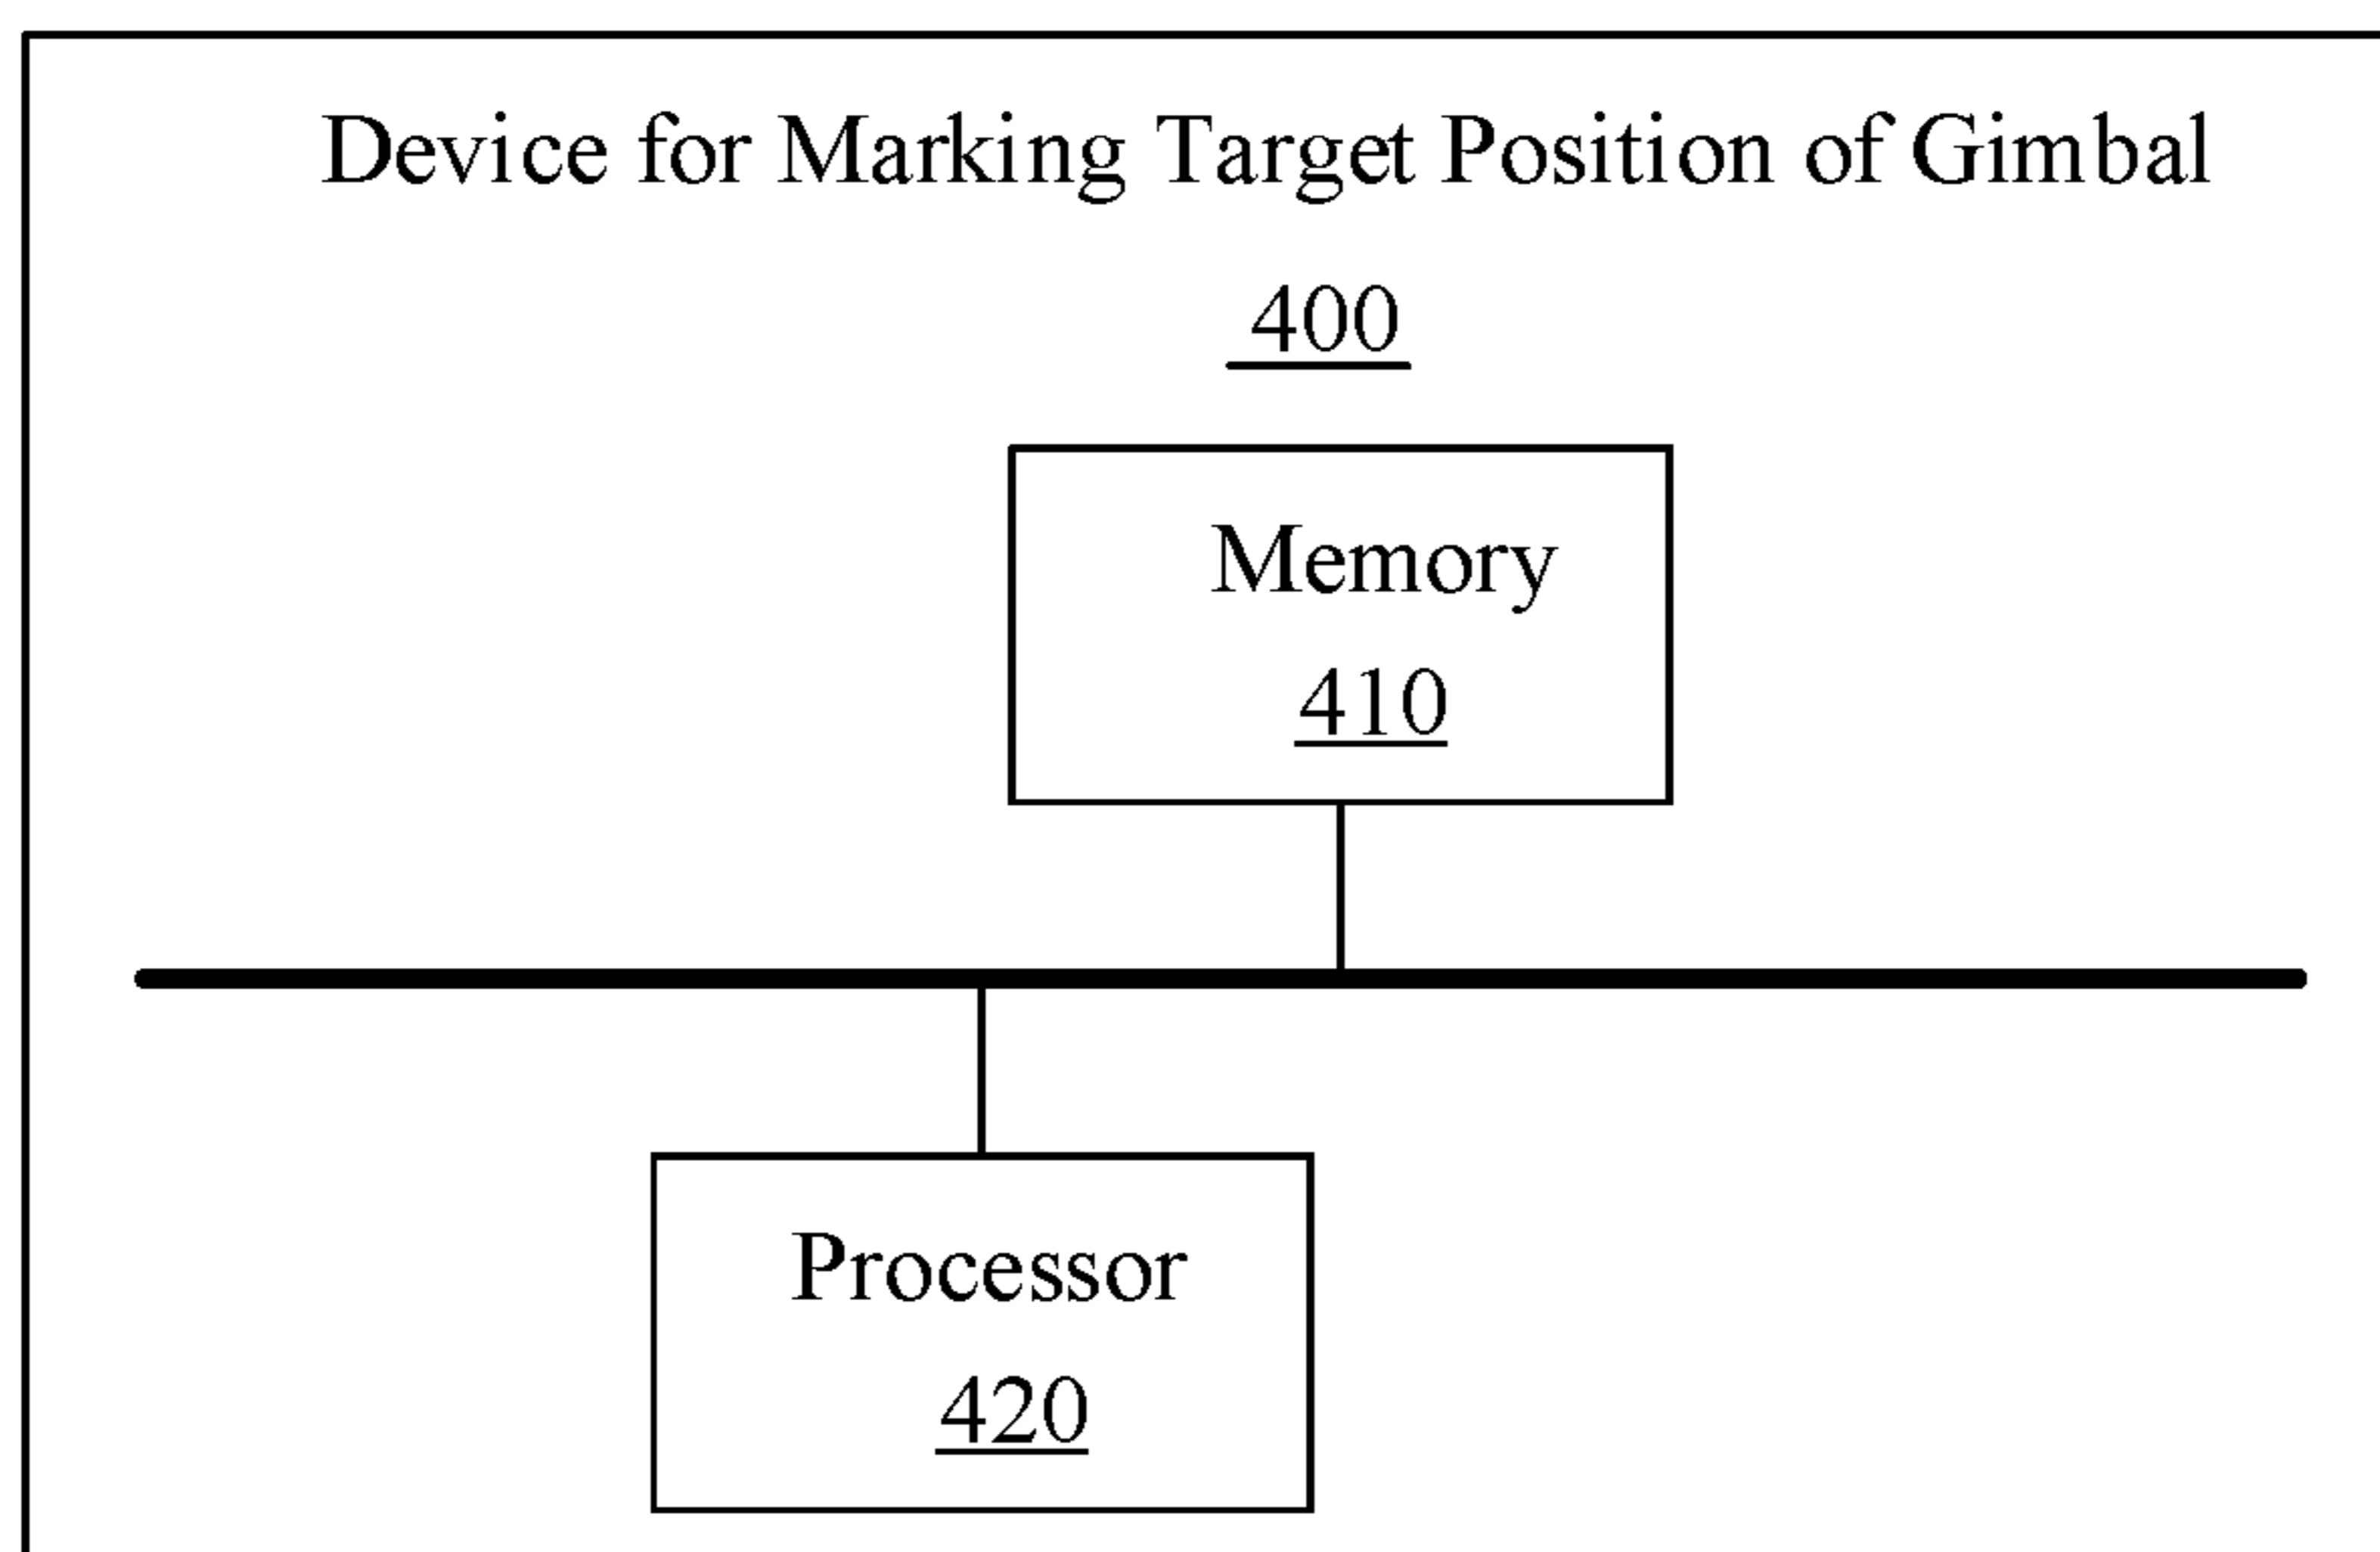 Device for Marking Target Position of Gimbal
400
Memory
410
Processor
420